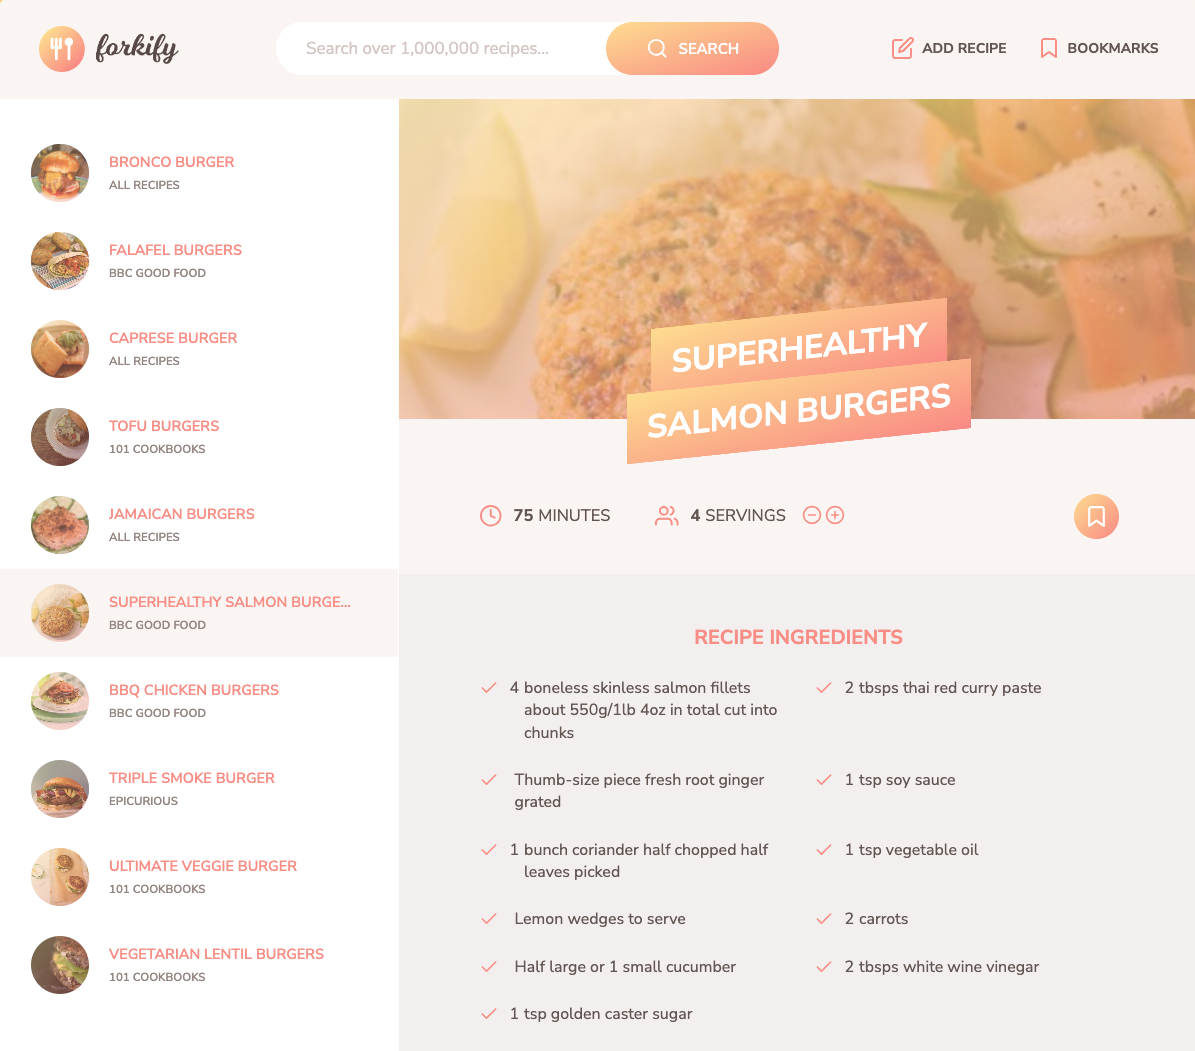 forkify
Search over 1,000,000 recipes...
SEARCH
ADD RECIPE
BOOKMARKS
BRONCO BURGER
ALL RECIPES
FALAFEL BURGERS
BBC GOOD FOOD
CAPRESE BURGER
ALL RECIPES
TOFU BURGERS
101 COOKBOOKS
JAMAICAN BURGERS
ALL RECIPES
SUPERHEALTHY SALMON BURGE...
BBC GOOD FOOD
BBQ CHICKEN BURGERS
BBC GOOD FOOD
TRIPLE SMOKE BURGER
EPICURIOUS
ULTIMATE VEGGIE BURGER
101 COOKBOOKS
VEGETARIAN LENTIL BURGERS
101 COOKBOOKS
SUPERHEALTHY
SALMON BURGERS
75 MINUTES
4 SERVINGS
RECIPE INGREDIENTS
4 boneless skinless salmon fillets
about 550g/1lb 4oz in total cut into
chunks
2 tbsps thai red curry paste
Thumb-size piece fresh root ginger
grated
1 tsp soy sauce
1 bunch coriander half chopped half
leaves picked
1 tsp vegetable oil
Lemon wedges to serve
2 carrots
Half large or 1 small cucumber
2 tbsps white wine vinegar
1 tsp golden caster sugar